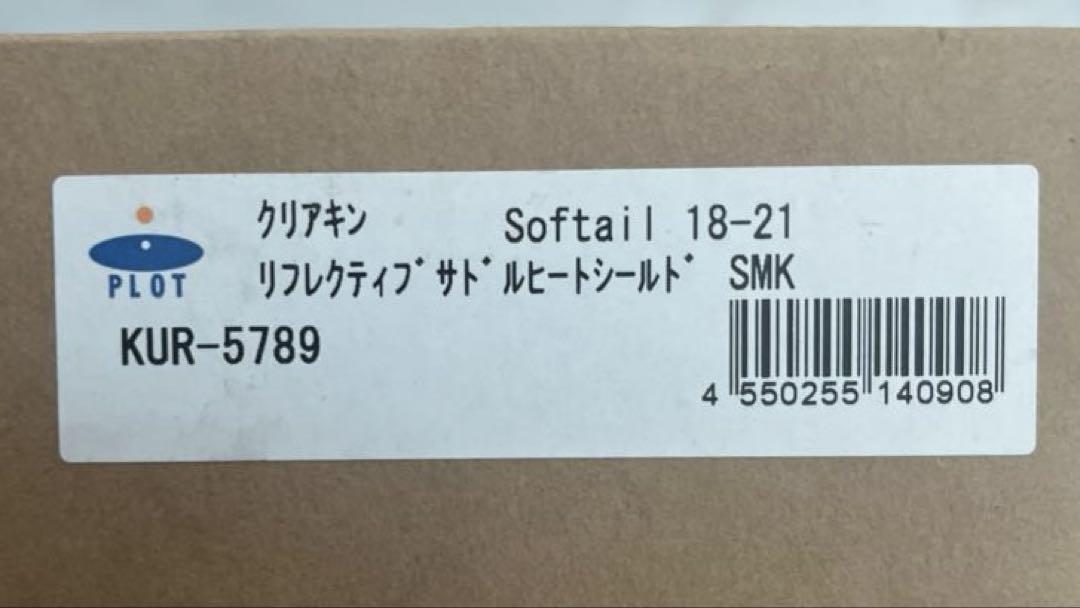 クリアキン Softail 18-21
リフレクティブサドルヒートシールド SMK
PLOT
KUR-5789
4 550255 140908